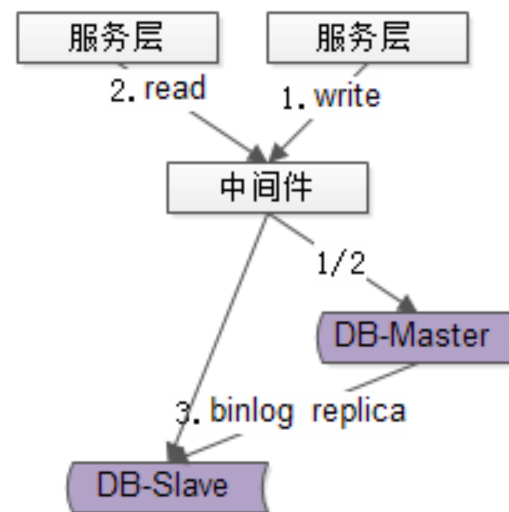 服务层 服务层
2. read 1. write
中间件
1/2
DB-Master
3. binlog replica
DB-Slave